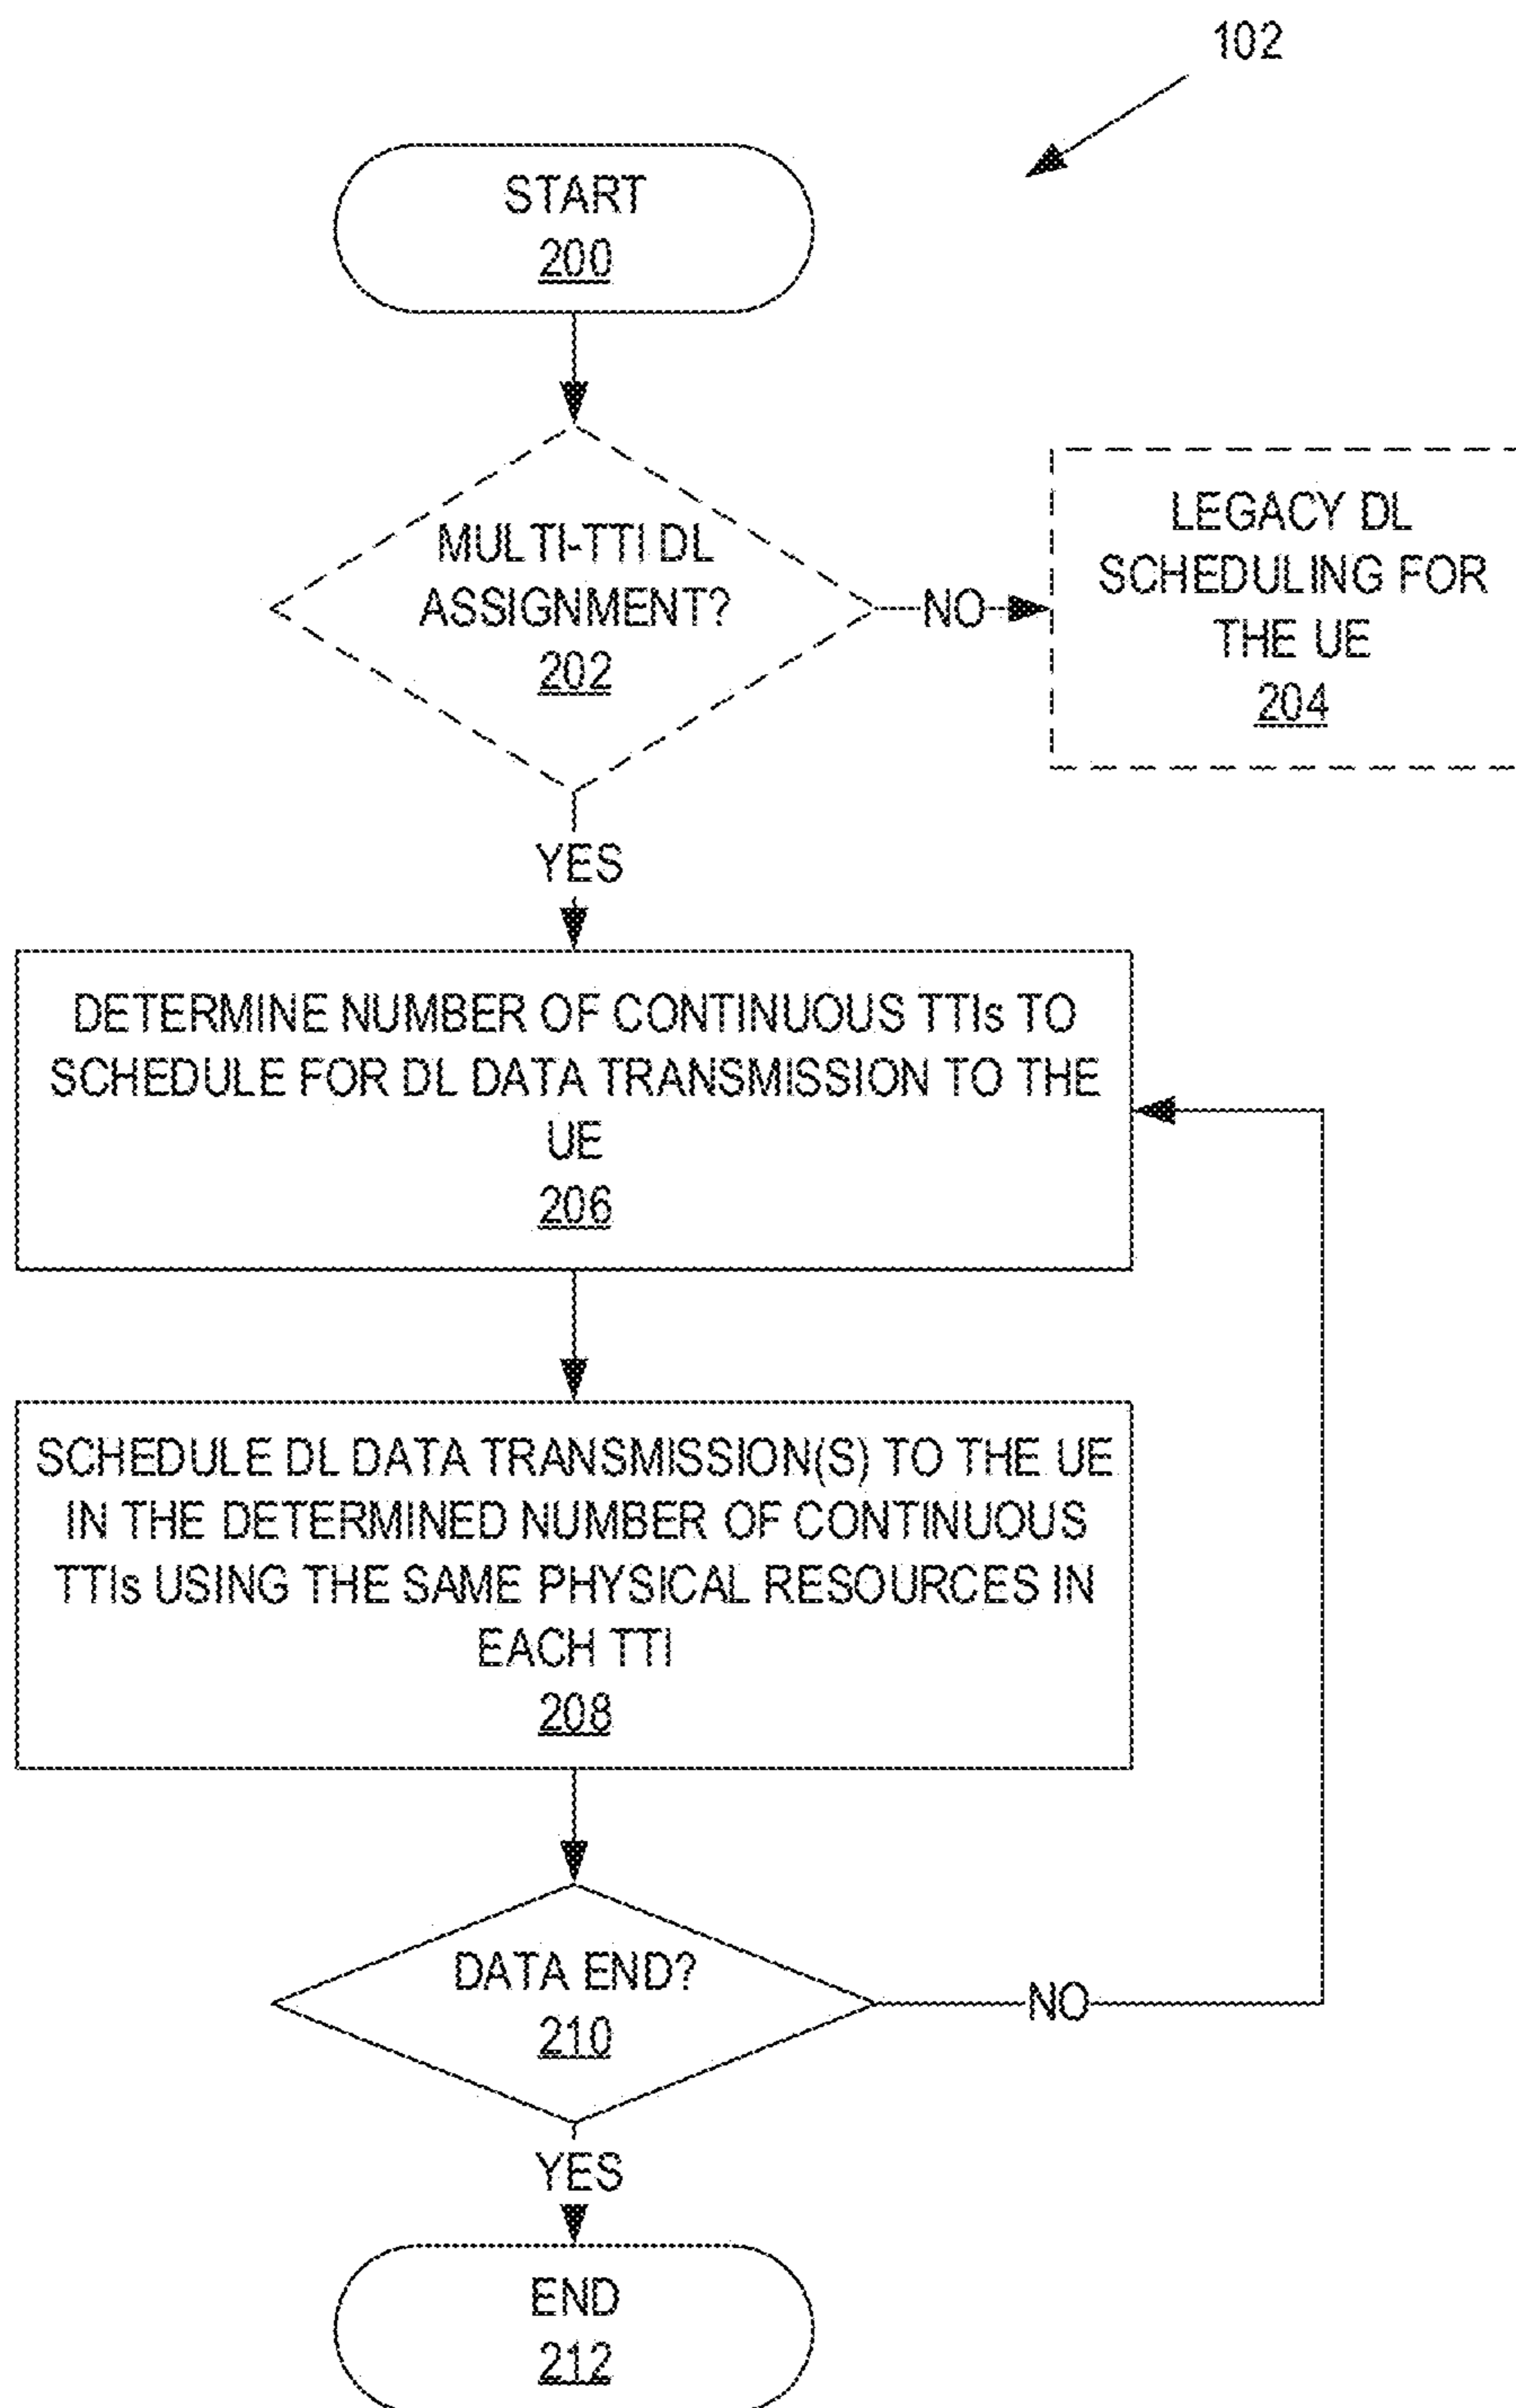 102
START
200
MULTI-TTI DL
ASSIGNMENT?
202
NO
LEGACY DL
SCHEDULING FOR
THE UE
204
YES
DETERMINE NUMBER OF CONTINUOUS TTIs TO
SCHEDULE FOR DL DATA TRANSMISSION TO THE
UE
206
SCHEDULE DL DATA TRANSMISSION(S) TO THE UE
IN THE DETERMINED NUMBER OF CONTINUOUS
TTIs USING THE SAME PHYSICAL RESOURCES IN
EACH TTI
208
DATA END?
210
NO
YES
END
212